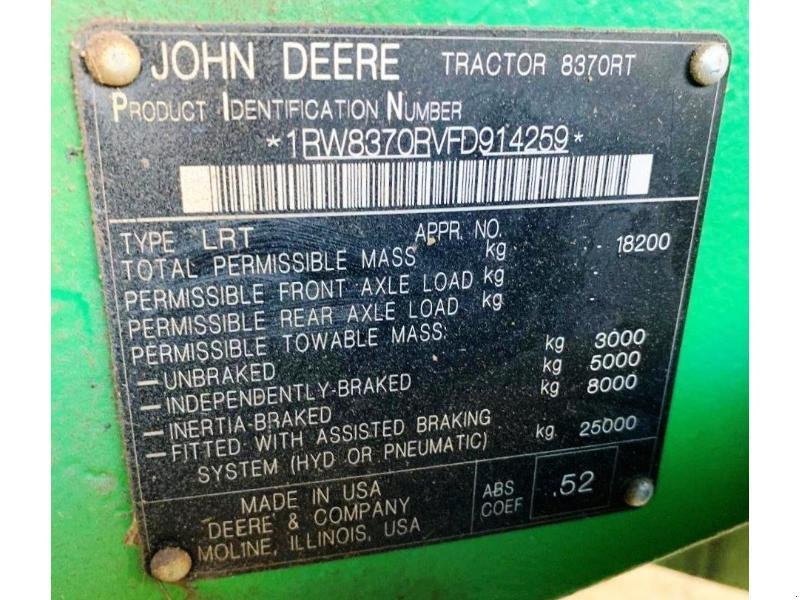 JOHN DEERE TRACTOR 8370RT
PRODUCT IDENTIFICATION NUMBER
*1RW8370RVFD914259*
TYPE LRT APPR. NO.
TOTAL PERMISSIBLE MASS kg - 18200
PERMISSIBLE FRONT AXLE LOAD kg -
PERMISSIBLE REAR AXLE LOAD kg -
PERMISSIBLE TOWABLE MASS:
—UNBRAKED kg 3000
—INDEPENDENTLY-BRAKED kg 5000
—INERTIA-BRAKED kg 8000
—FITTED WITH ASSISTED BRAKING
SYSTEM (HYD OR PNEUMATIC) kg 25000
MADE IN USA
DEERE & COMPANY
MOLINE, ILLINOIS, USA
ABS
COEF .52